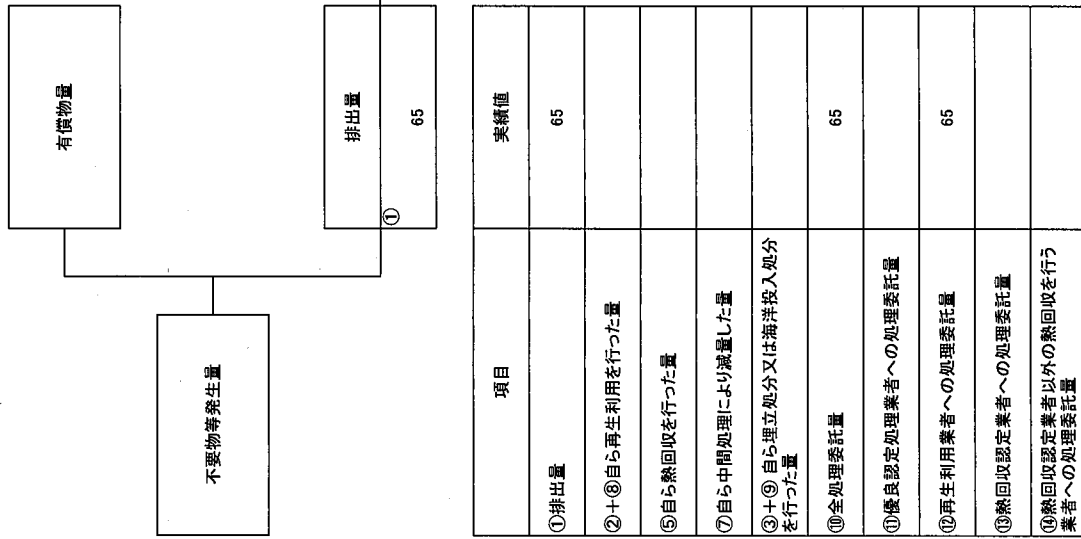 不要物等発生量
有償物量
排出量
①
65
項目
実績値
①排出量
65
②+⑧自ら再生利用を行った量
⑤自ら熱回収を行った量
⑦自ら中間処理により減量した量
③+⑨ 自ら埋立処分又は海洋投入処分
を行った量
⑩全処理委託量
65
⑪優良認定処理業者への処理委託量
⑫再生利用業者への処理委託量
65
⑬熱回収認定業者への処理委託量
⑭熱回収認定業者以外の熱回収を行う
業者への処理委託量